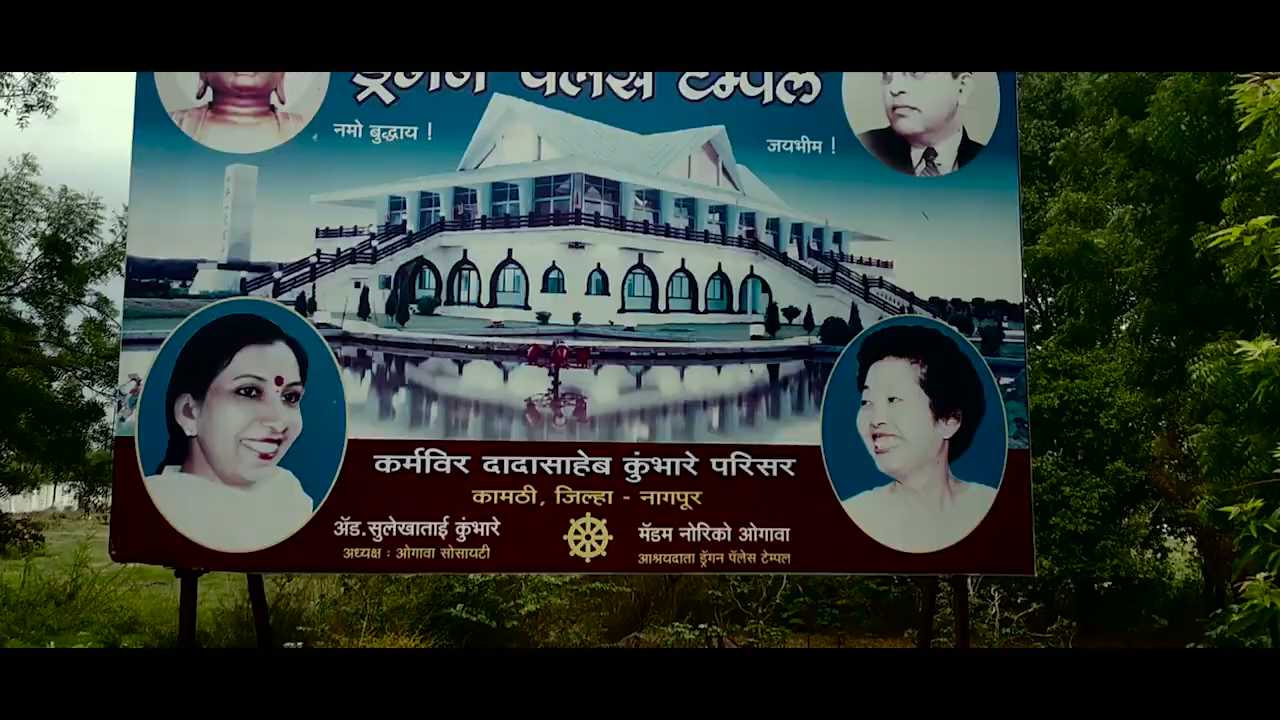 ड्रॅगन पॅलेस टेम्पल
नमो बुद्धाय !
जयभीम !
कर्मविर दादासाहेब कुंभारे परिसर
कामठी, जिल्हा - नागपूर
ॲड.सुलेखाताई कुंभारे
अध्यक्ष : ओगावा सोसायटी
मॅडम नोरिको ओगावा
आश्रयदाता ड्रॅगन पॅलेस टेम्पल